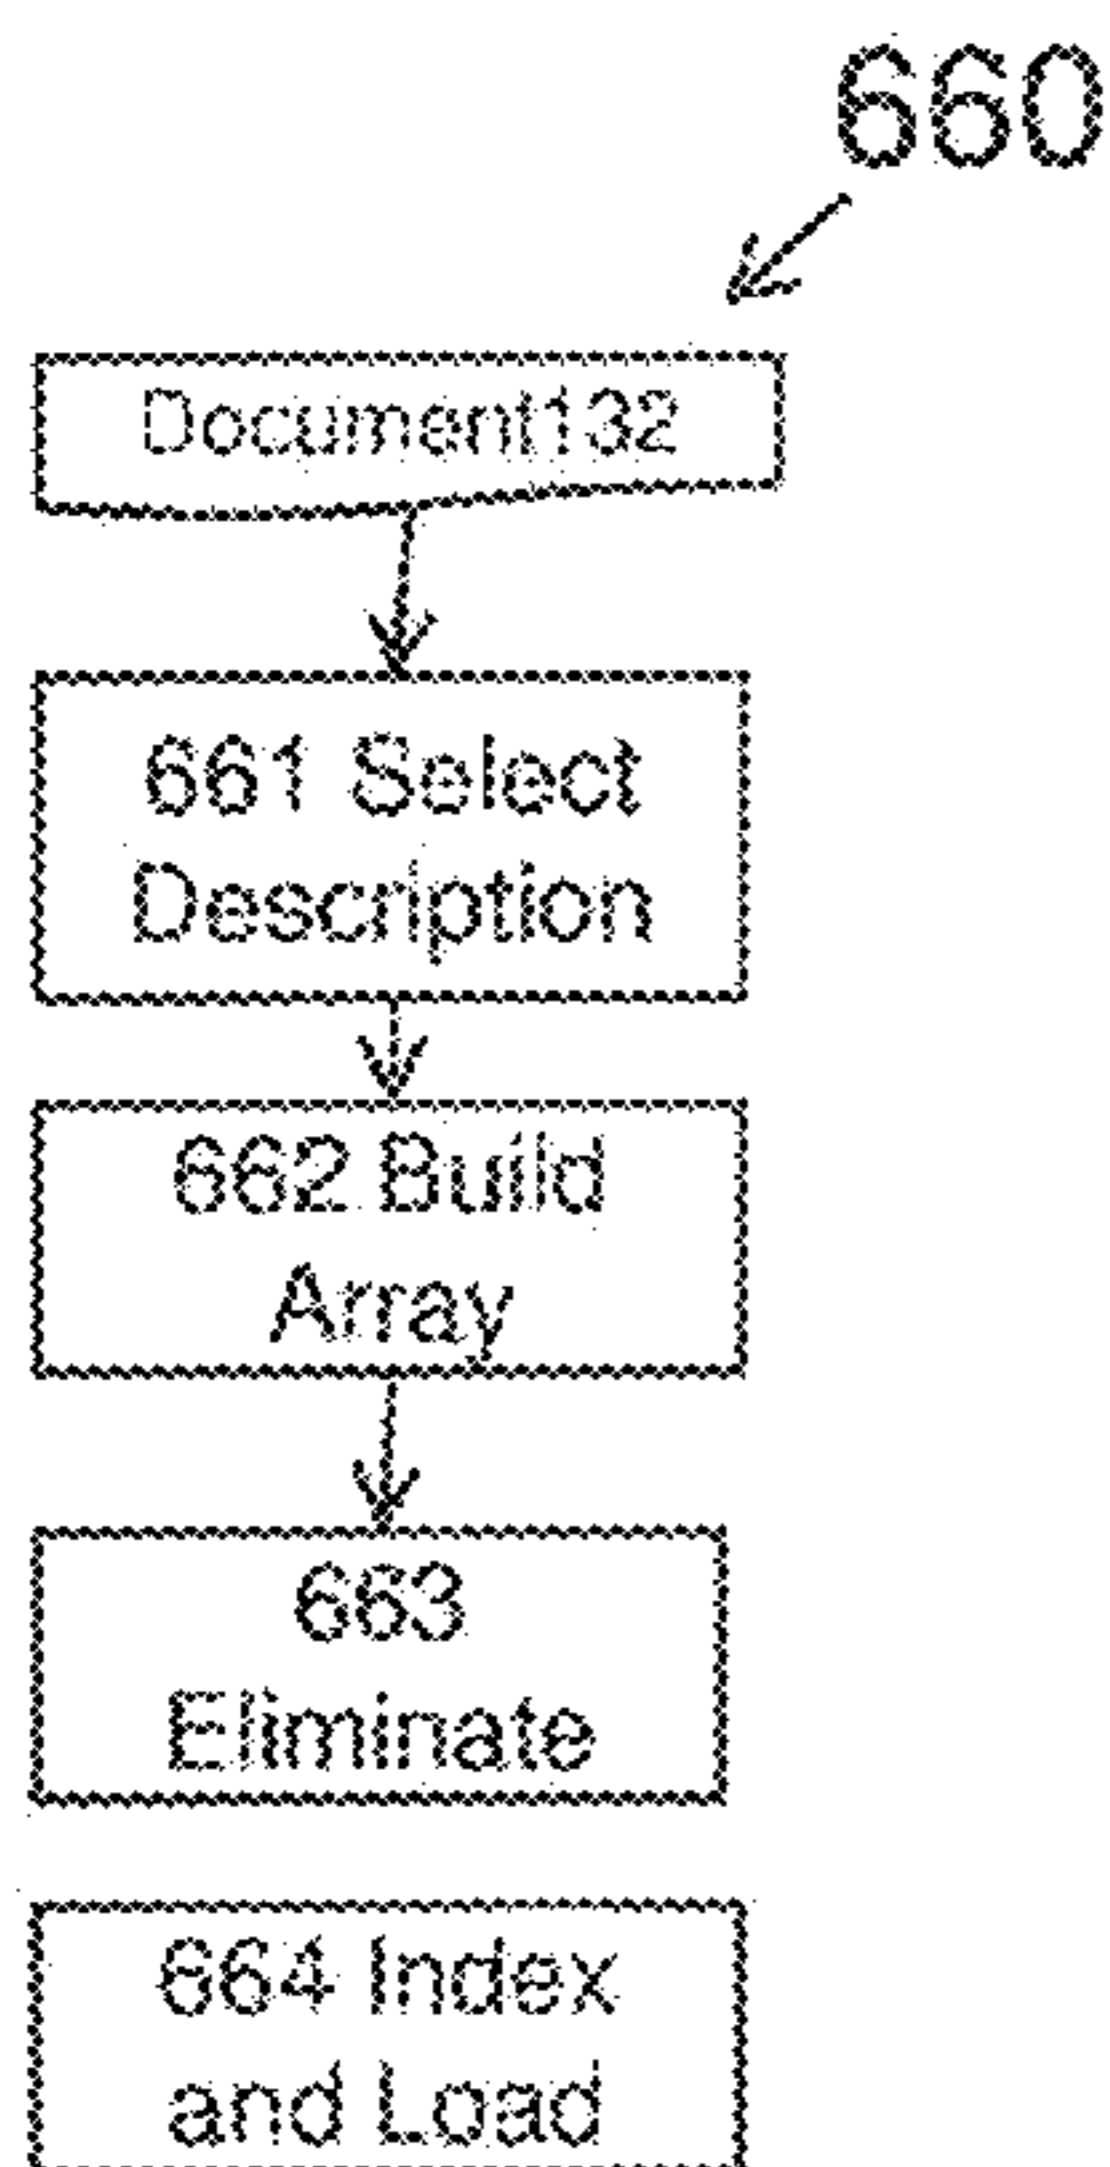 660
Document132
661 Select
Description
662 Build
Array
663
Eliminate
664 Index
and Load